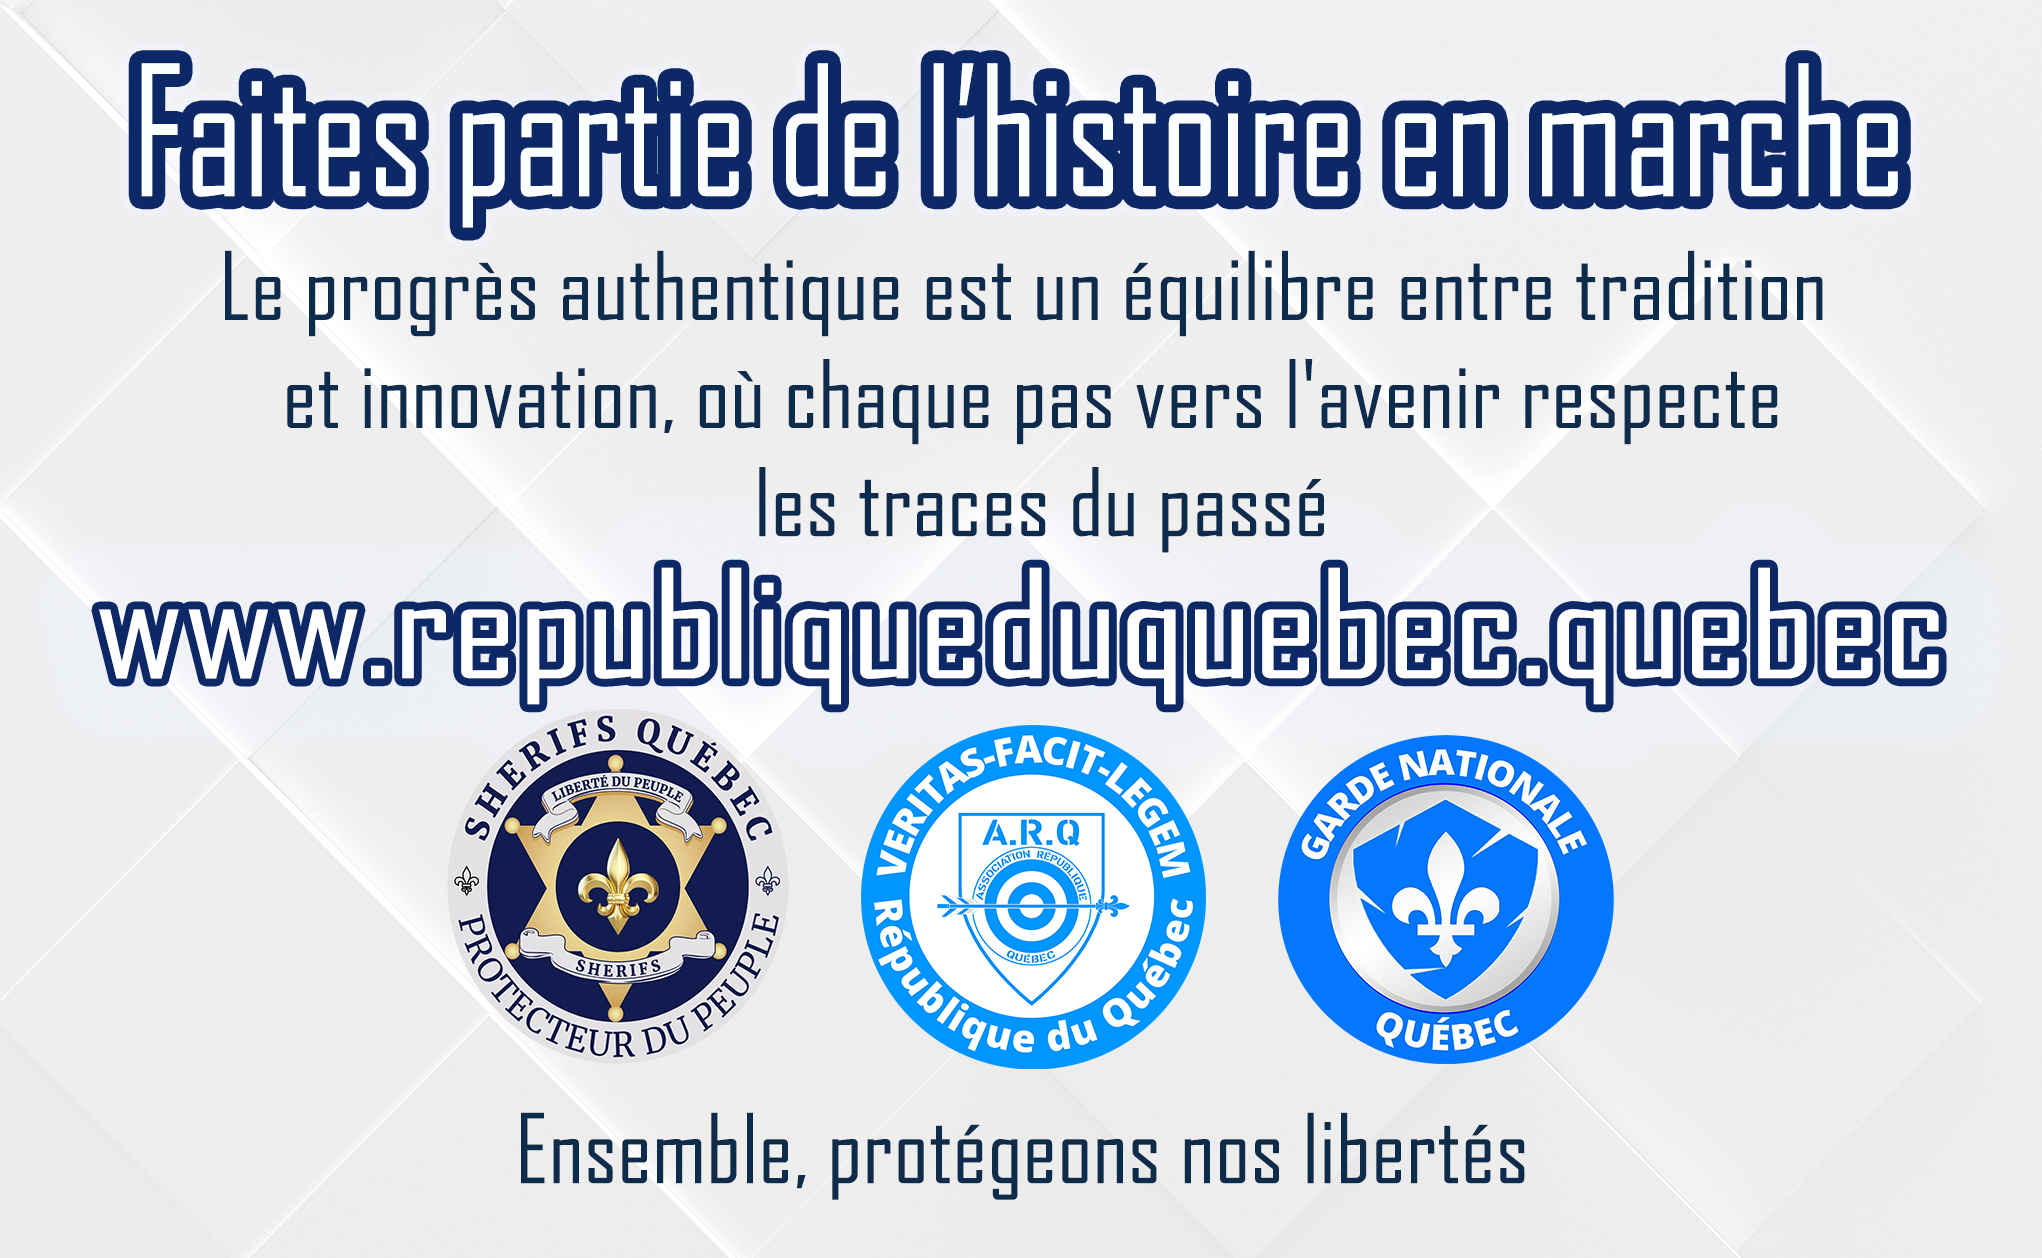 Faites partie de l'histoire en marche
Le progrès authentique est un équilibre entre tradition
et innovation, où chaque pas vers l'avenir respecte
les traces du passé
www.republiqueduquebec.quebec
SHERIFS QUÉBEC
LIBERTÉ DU PEUPLE
SHERIFS
PROTECTEUR DU PEUPLE
VERITAS-FACIT-LEGEM
A.R.Q
ASSOCIATION RÉPUBLIQUE
QUÉBEC
République du Québec
GARDE NATIONALE
QUÉBEC
Ensemble, protégeons nos libertés